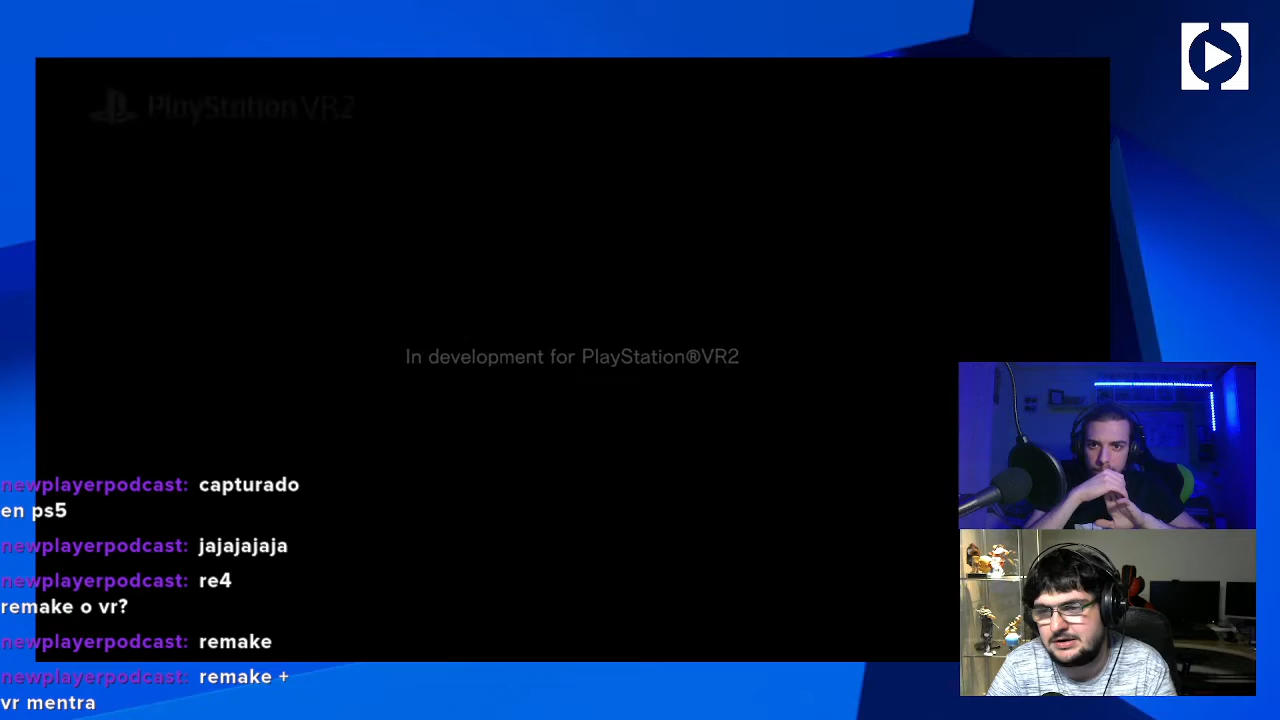 PlayStation VR2
In development for PlayStation®VR2
newplayerpodcast: capturado
en ps5
newplayerpodcast: jajajajaja
newplayerpodcast: re4
remake o vr?
newplayerpodcast: remake
newplayerpodcast: remake +
vr mentra